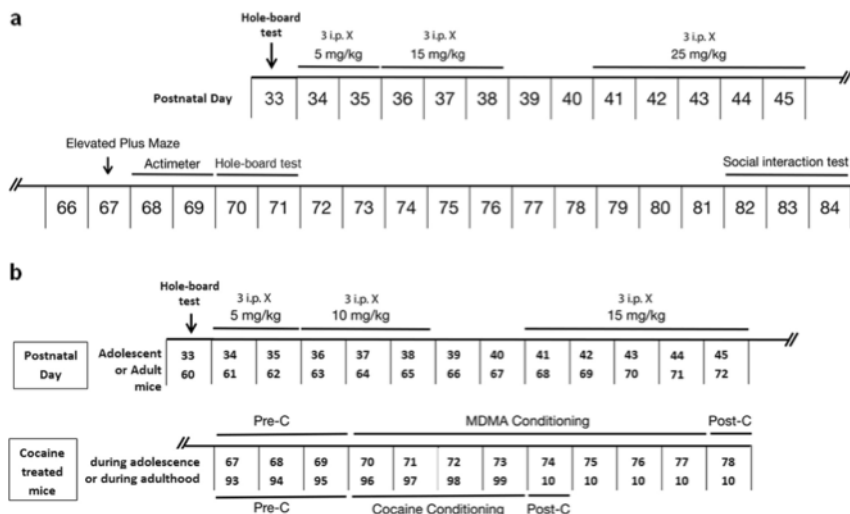 a
Hole-board
test
3 i.p. X
5 mg/kg
3 i.p. X
15 mg/kg
3 i.p. X
25 mg/kg
Postnatal Day
33 34 35 36 37 38 39 40 41 42 43 44 45
Elevated Plus Maze
Actimeter
Hole-board test
Social interaction test
66 67 68 69 70 71 72 73 74 75 76 77 78 79 80 81 82 83 84
b
Hole-board
test
3 i.p. X
5 mg/kg
3 i.p. X
10 mg/kg
3 i.p. X
15 mg/kg
Postnatal
Day
Adolescent
or Adult
mice
33 34 35 36 37 38 39 40 41 42 43 44 45
60 61 62 63 64 65 66 67 68 69 70 71 72
Pre-C
MDMA Conditioning
Post-C
Cocaine
treated
mice
during adolescence
or during adulthood
67 68 69 70 71 72 73 74 75 76 77 78
93 94 95 96 97 98 99 10 10 10 10 10
Pre-C
Cocaine Conditioning
Post-C